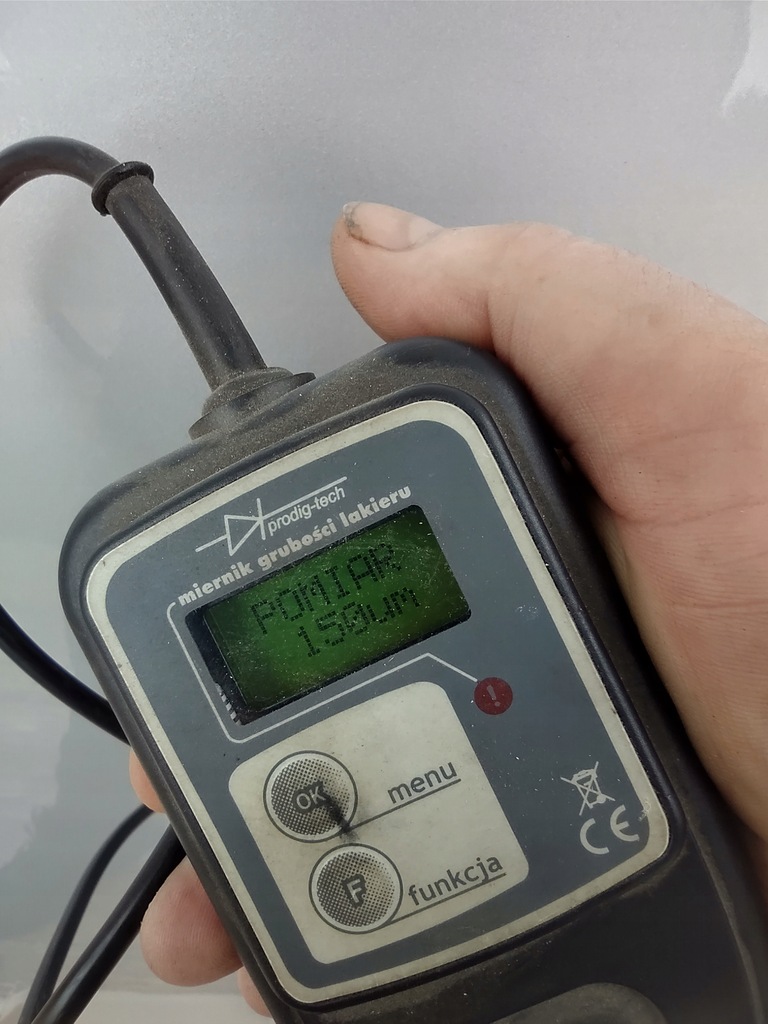 prodig-tech
miernik grubości lakieru
POMIAR
150um
!
OK
menu
F
funkcja
CE